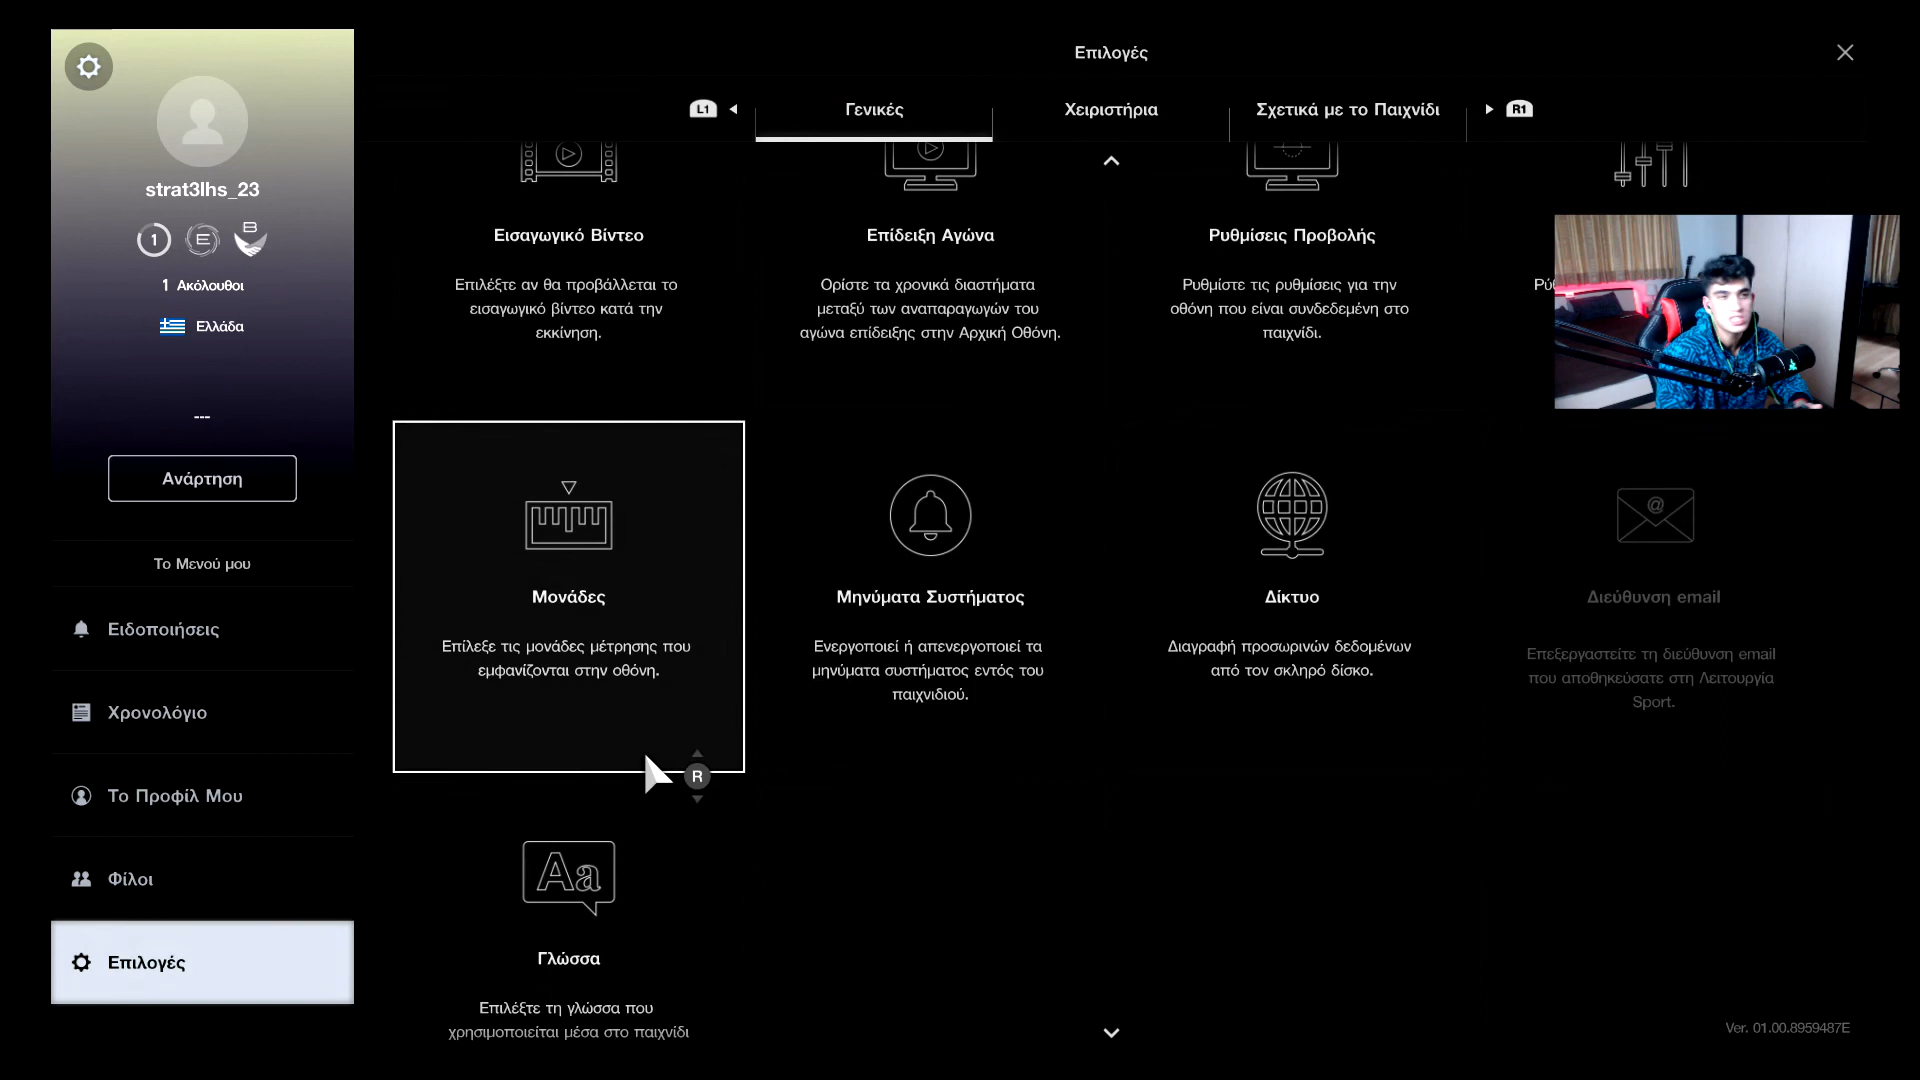 strat3lhs_23
1
E
B
1 Ακόλουθοι
Ελλάδα
---
Ανάρτηση
Το Μενού μου
Ειδοποιήσεις
Χρονολόγιο
Το Προφίλ Μου
Φίλοι
Επιλογές
Επιλογές
L1
Γενικές
Χειριστήρια
Σχετικά με το Παιχνίδι
R1
Εισαγωγικό Βίντεο
Επιλέξτε αν θα προβάλλεται το
εισαγωγικό βίντεο κατά την
εκκίνηση.
Επίδειξη Αγώνα
Ορίστε τα χρονικά διαστήματα
μεταξύ των αναπαραγωγών του
αγώνα επίδειξης στην Αρχική Οθόνη.
Ρυθμίσεις Προβολής
Ρυθμίστε τις ρυθμίσεις για την
οθόνη που είναι συνδεδεμένη στο
παιχνίδι.
Μονάδες
Επίλεξε τις μονάδες μέτρησης που
εμφανίζονται στην οθόνη.
R
Μηνύματα Συστήματος
Ενεργοποιεί ή απενεργοποιεί τα
μηνύματα συστήματος εντός του
παιχνιδιού.
Δίκτυο
Διαγραφή προσωρινών δεδομένων
από τον σκληρό δίσκο.
@
Διεύθυνση email
Επεξεργαστείτε τη διεύθυνση email
που αποθηκεύσατε στη Λειτουργία
Sport.
Aa
Γλώσσα
Επιλέξτε τη γλώσσα που
χρησιμοποιείται μέσα στο παιχνίδι
Ver. 01.00.8959487E